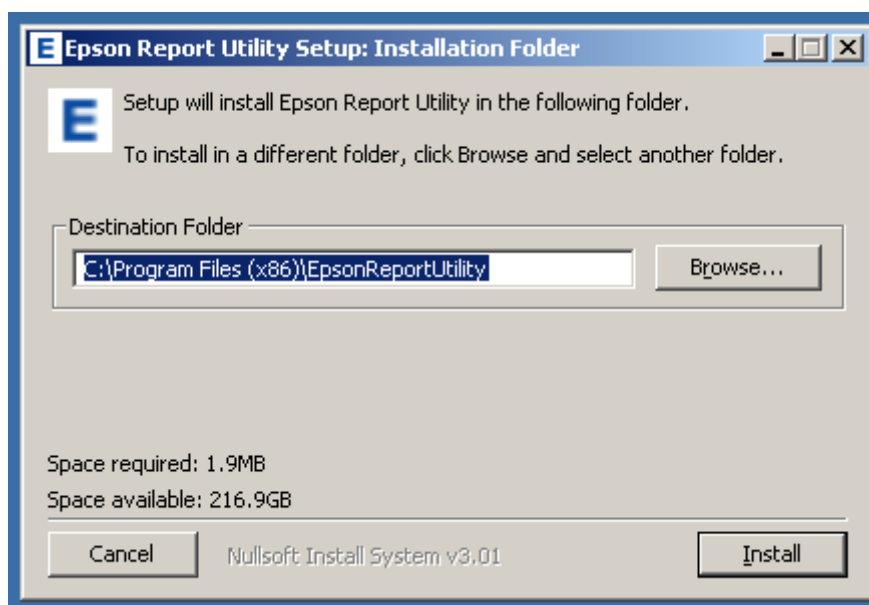 E Epson Report Utility Setup: Installation Folder
E
Setup will install Epson Report Utility in the following folder.
To install in a different folder, click Browse and select another folder.
Destination Folder
C:\Program Files (x86)\EpsonReportUtility
Browse...
Space required: 1.9MB
Space available: 216.9GB
Cancel
Nullsoft Install System v3.01
Install